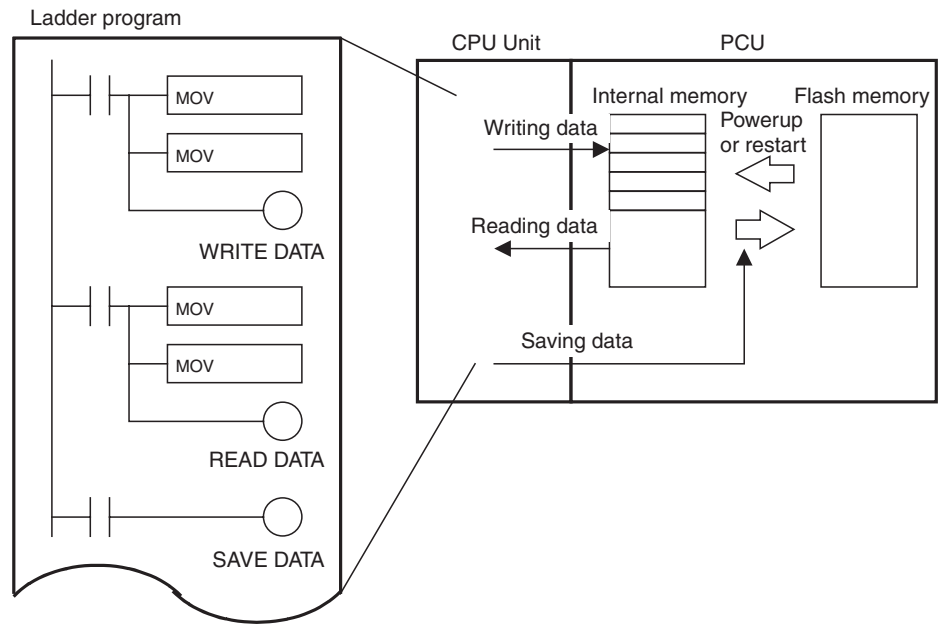 Ladder program
MOV
MOV
WRITE DATA
MOV
MOV
READ DATA
SAVE DATA
CPU Unit
PCU
Internal memory
Flash memory
Writing data
Powerup
or restart
Reading data
Saving data